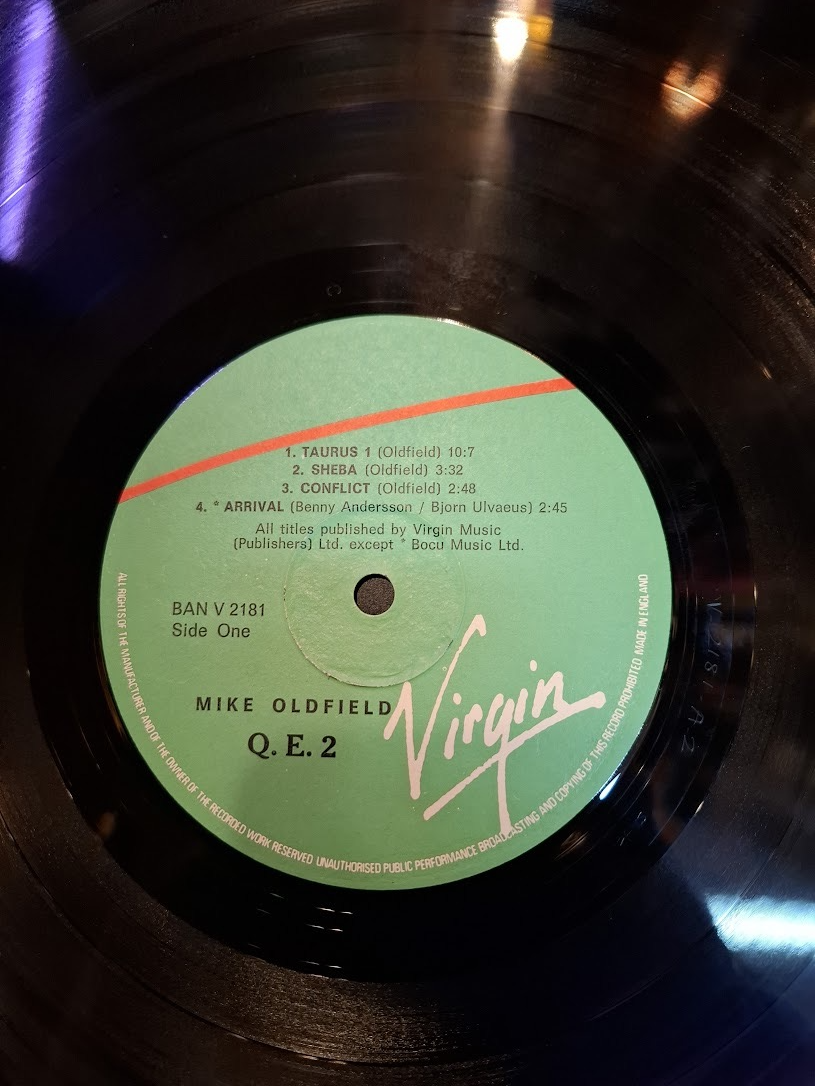 1. TAURUS 1 (Oldfield) 10:7
2. SHEBA (Oldfield) 3:32
3. CONFLICT (Oldfield) 2:48
4. * ARRIVAL (Benny Andersson / Bjorn Ulvaeus) 2:45
All titles published by Virgin Music
(Publishers) Ltd. except * Bocu Music Ltd.
BAN V 2181
Side One
MIKE OLDFIELD
Q. E. 2
Virgin
ALL RIGHTS OF THE MANUFACTURER AND OF THE OWNER OF THE RECORDED WORK RESERVED UNAUTHORISED PUBLIC PERFORMANCE BROADCASTING AND COPYING OF THIS RECORD PROHIBITED MADE IN ENGLAND
V 2181 A2